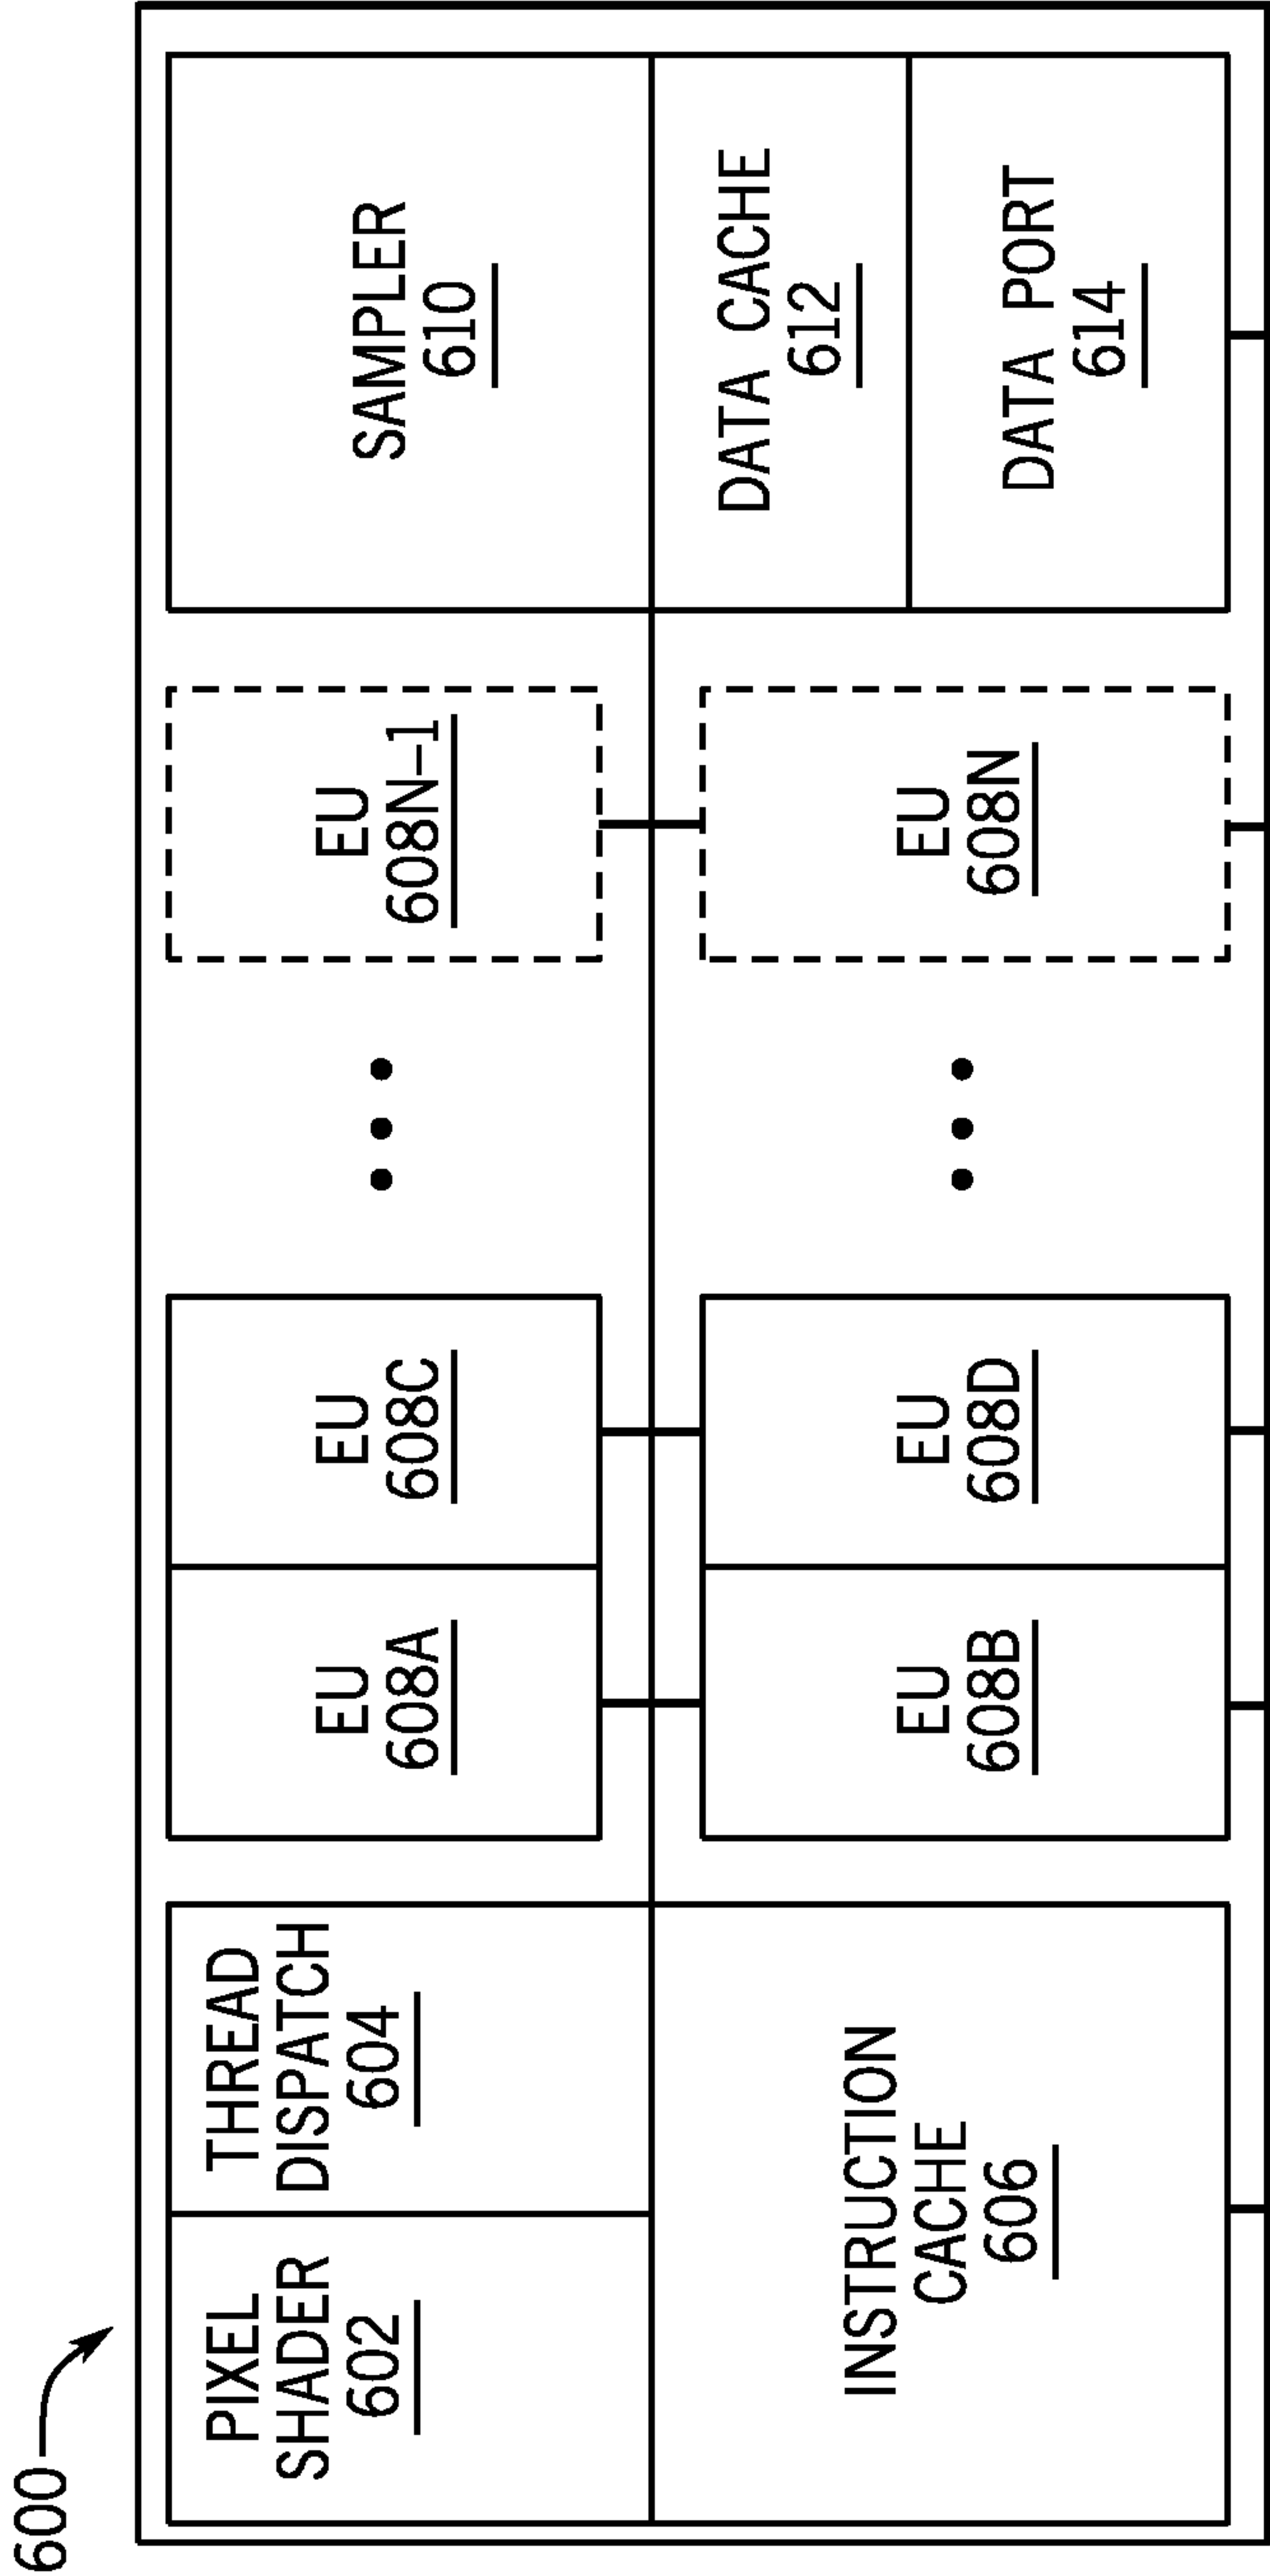 600
PIXEL
SHADER
602
THREAD
DISPATCH
604
INSTRUCTION
CACHE
606
EU
608A
EU
608C
EU
608N–1
EU
608B
EU
608D
EU
608N
SAMPLER
610
DATA CACHE
612
DATA PORT
614